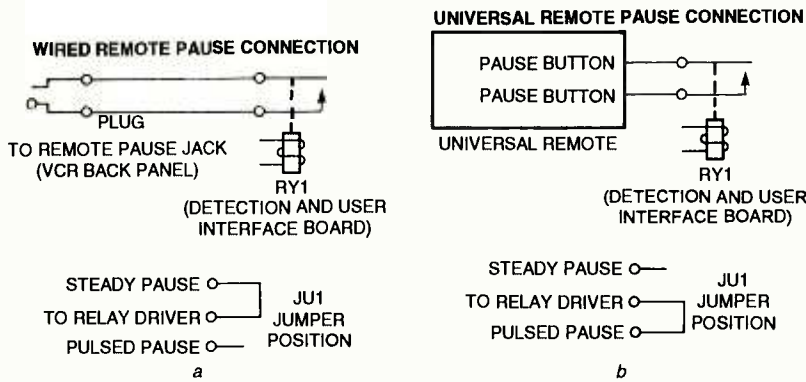 WIRED REMOTE PAUSE CONNECTION
PLUG
TO REMOTE PAUSE JACK
(VCR BACK PANEL)
RY1
(DETECTION AND USER
INTERFACE BOARD)
STEADY PAUSE
TO RELAY DRIVER
PULSED PAUSE
JU1
JUMPER
POSITION
a
UNIVERSAL REMOTE PAUSE CONNECTION
PAUSE BUTTON
PAUSE BUTTON
UNIVERSAL REMOTE
RY1
(DETECTION AND USER
INTERFACE BOARD)
STEADY PAUSE
TO RELAY DRIVER
PULSED PAUSE
JU1
JUMPER
POSITION
b